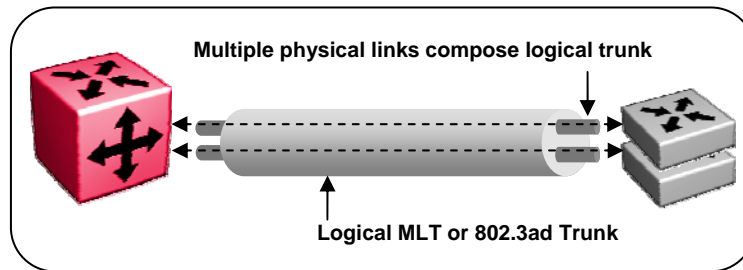 Multiple physical links compose logical trunk
Logical MLT or 802.3ad Trunk